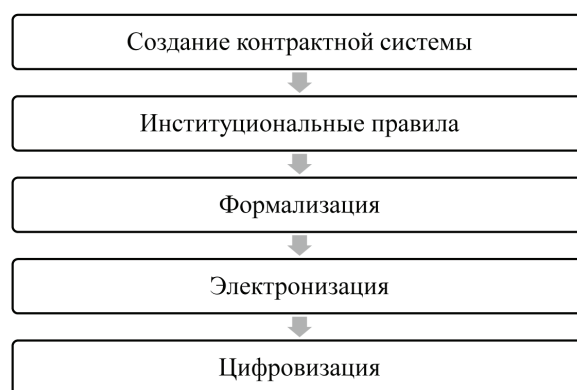 Создание контрактной системы
Институциональные правила
Формализация
Электронизация
Цифровизация